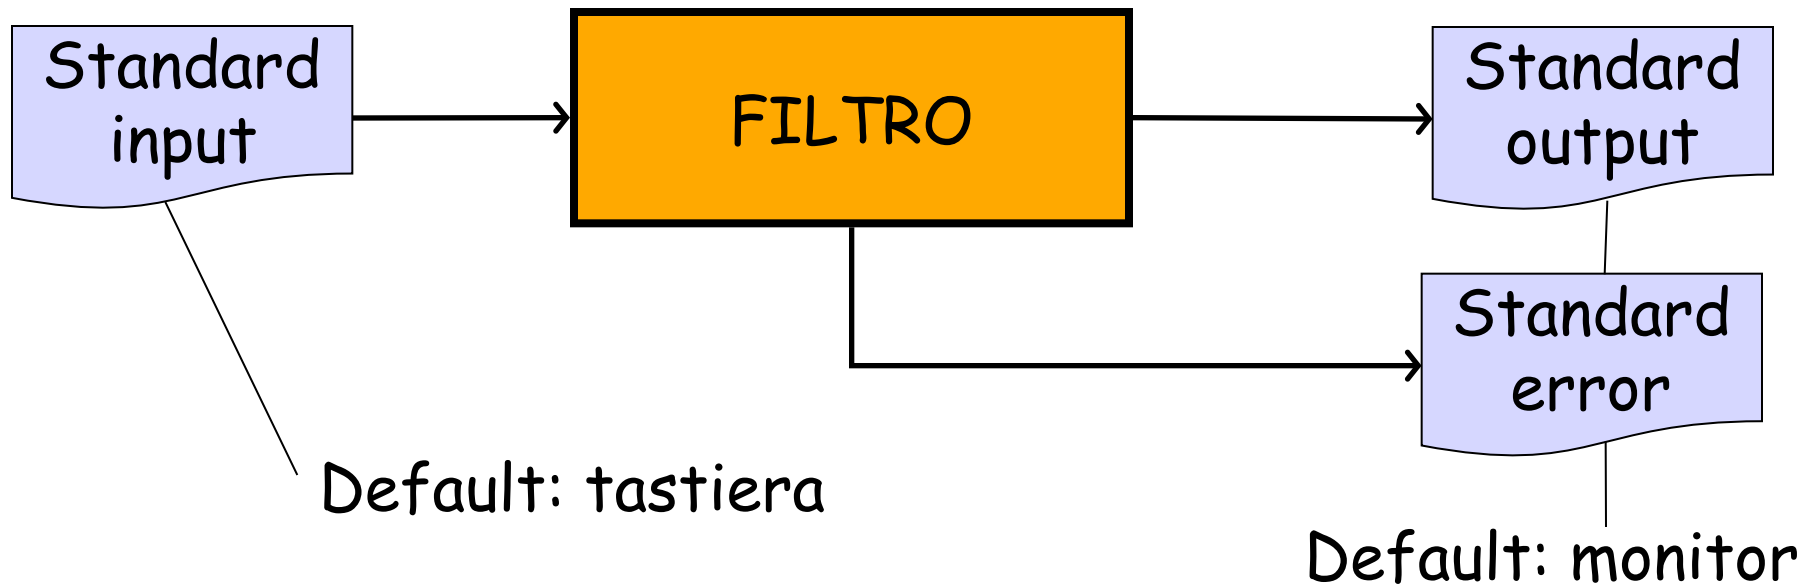 Standard
input
FILTRO
Standard
output
Standard
error
Default: tastiera
Default: monitor